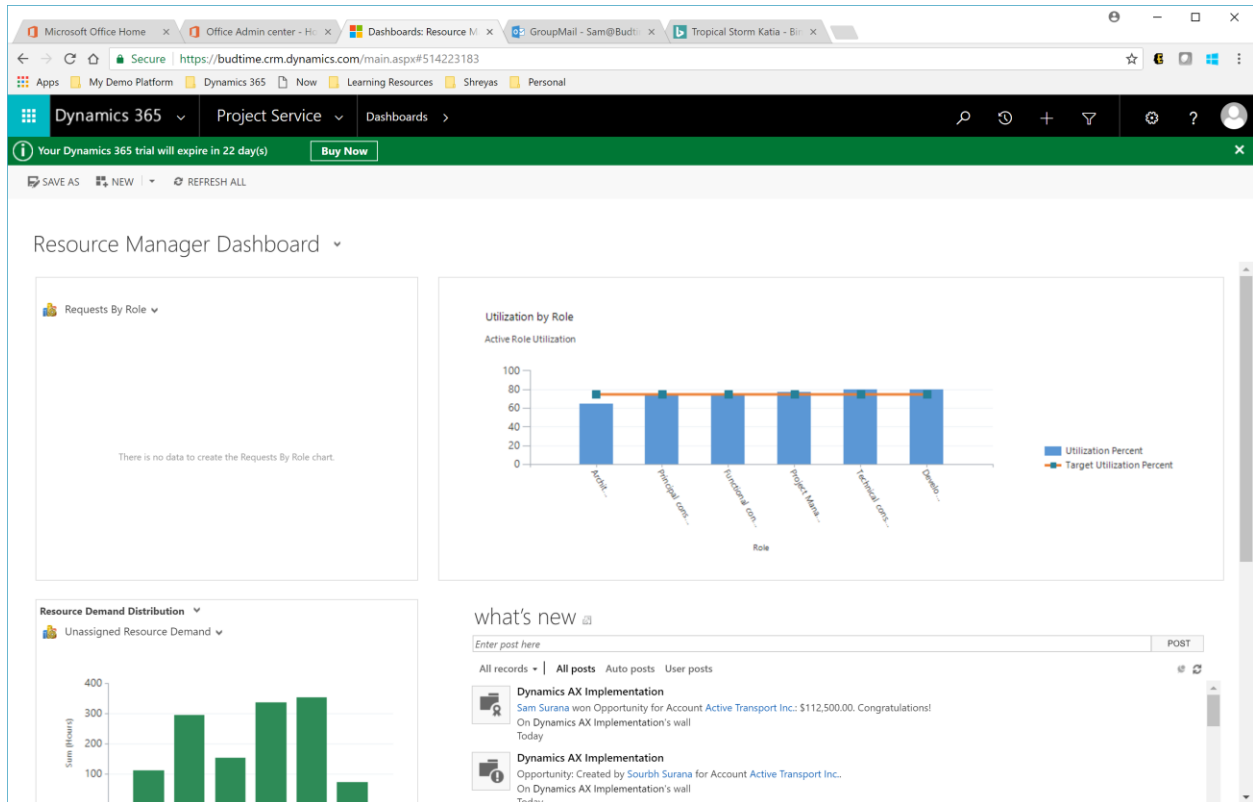 Microsoft Office Home
Office Admin center - Ho
Dashboards: Resource M
GroupMail - Sam@Budti
Tropical Storm Katia - Bin
Secure https://budtime.crm.dynamics.com/main.aspx#514223183
Apps My Demo Platform Dynamics 365 Now Learning Resources Shreyas Personal
Dynamics 365 Project Service Dashboards
Your Dynamics 365 trial will expire in 22 day(s) Buy Now
SAVE AS NEW REFRESH ALL
Resource Manager Dashboard
Requests By Role
There is no data to create the Requests By Role chart.
Utilization by Role
Active Role Utilization
100
80
60
40
20
0
Archit...
Principal cons...
Functional con...
Project Mana...
Technical cons...
Develo...
Role
Utilization Percent
Target Utilization Percent
Resource Demand Distribution
Unassigned Resource Demand
400
300
200
100
Sum (Hours)
what's new
Enter post here
POST
All records All posts Auto posts User posts
Dynamics AX Implementation
Sam Surana won Opportunity for Account Active Transport Inc.: $112,500.00. Congratulations!
On Dynamics AX Implementation's wall
Today
Dynamics AX Implementation
Opportunity: Created by Sourbh Surana for Account Active Transport Inc..
On Dynamics AX Implementation's wall
Today